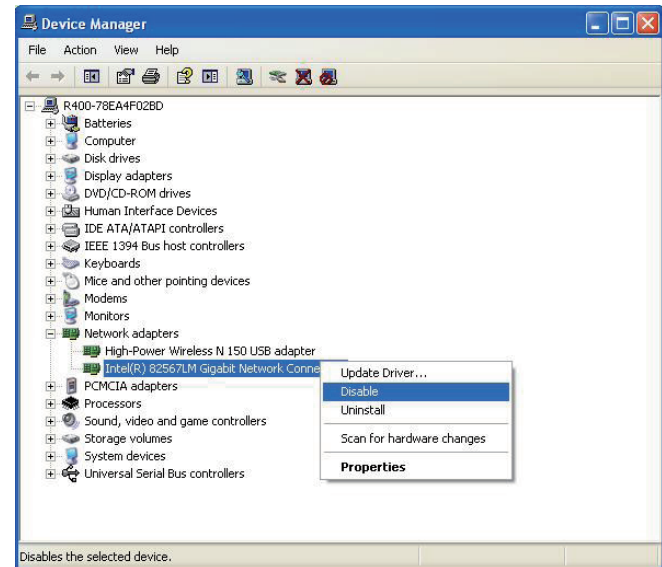 Device Manager
File Action View Help
R400-78EA4F02BD
Batteries
Computer
Disk drives
Display adapters
DVD/CD-ROM drives
Human Interface Devices
IDE ATA/ATAPI controllers
IEEE 1394 Bus host controllers
Keyboards
Mice and other pointing devices
Modems
Monitors
Network adapters
High-Power Wireless N 150 USB adapter
Intel(R) 82567LM Gigabit Network Conne
PCMCIA adapters
Processors
Sound, video and game controllers
Storage volumes
System devices
Universal Serial Bus controllers
Update Driver...
Disable
Uninstall
Scan for hardware changes
Properties
Disables the selected device.